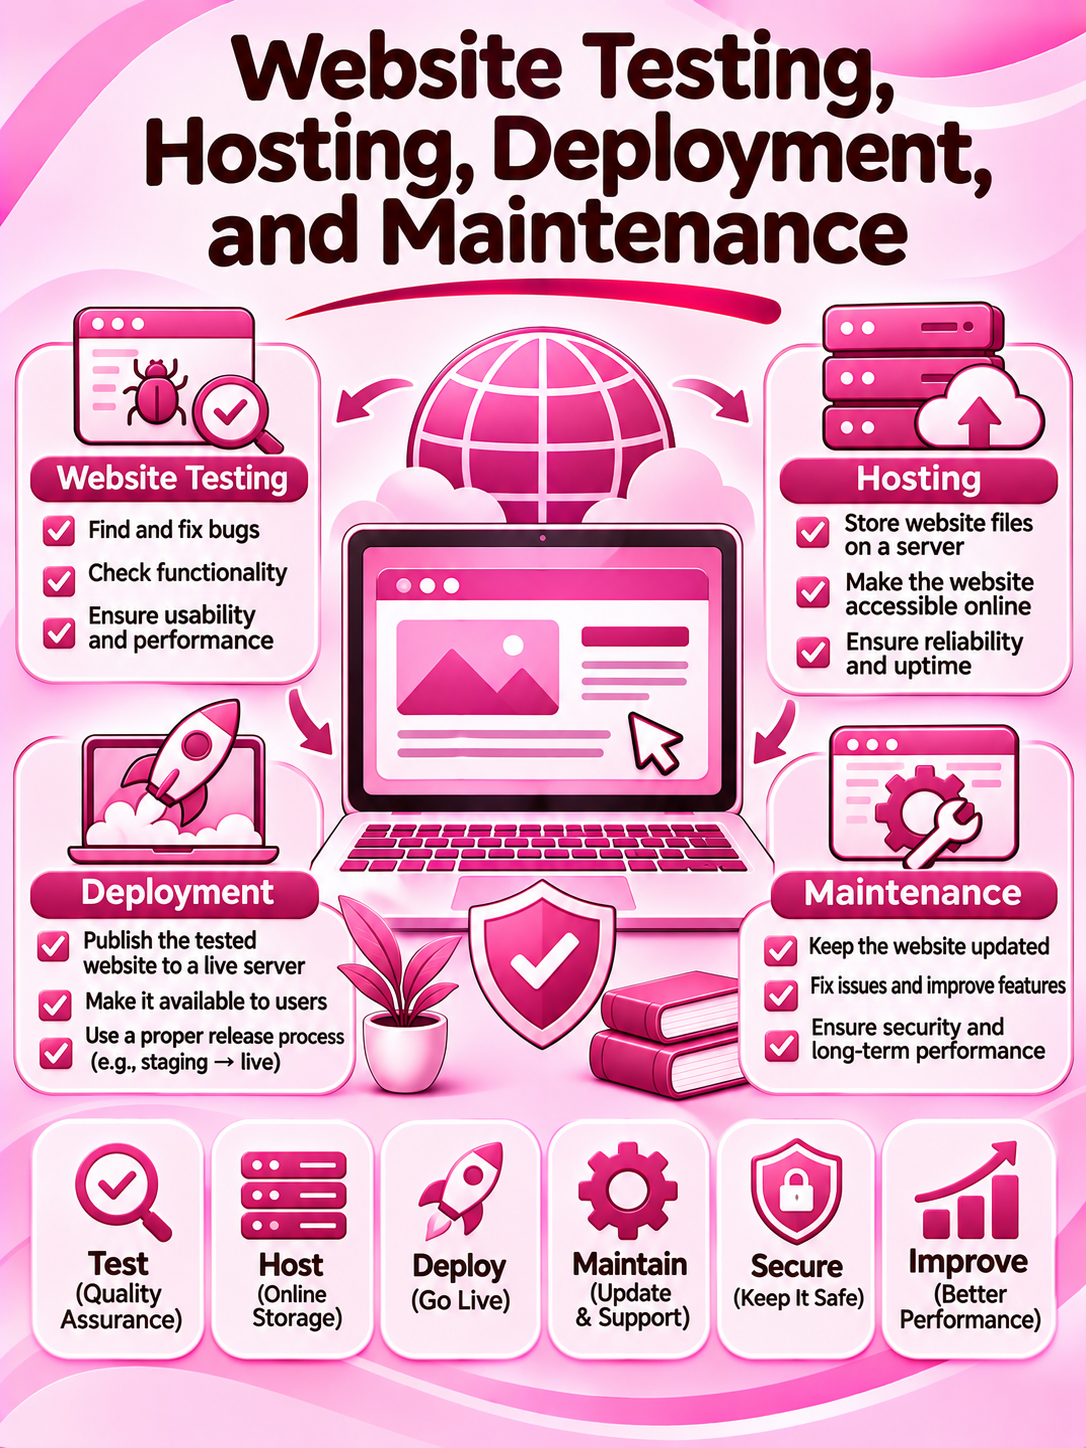 Website Testing,
Hosting, Deployment,
and Maintenance
Website Testing
Find and fix bugs
Check functionality
Ensure usability
and performance
Hosting
Store website files
on a server
Make the website
accessible online
Ensure reliability
and uptime
Deployment
Publish the tested
website to a live server
Make it available to users
Use a proper release process
(e.g., staging → live)
Maintenance
Keep the website updated
Fix issues and improve features
Ensure security and
long-term performance
Test
(Quality
Assurance)
Host
(Online
Storage)
Deploy
(Go Live)
Maintain
(Update
& Support)
Secure
(Keep It Safe)
Improve
(Better
Performance)